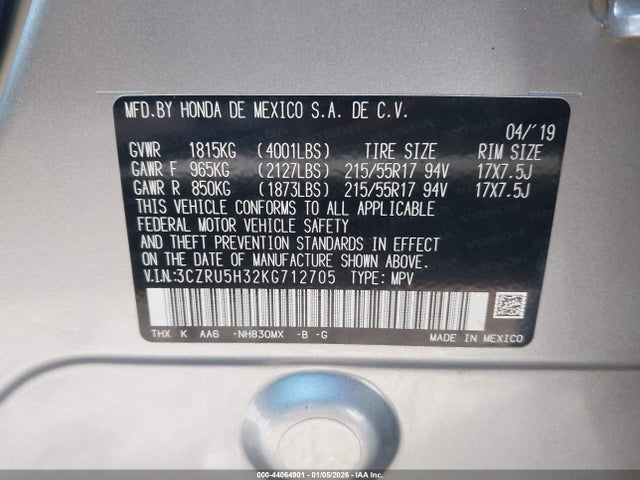 MFD.BY HONDA DE MEXICO S.A. DE C.V.
04/'19
GVWR 1815KG (4001LBS) TIRE SIZE RIM SIZE
GAWR F 965KG (2127LBS) 215/55R17 94V 17X7.5J
GAWR R 850KG (1873LBS) 215/55R17 94V 17X7.5J
THIS VEHICLE CONFORMS TO ALL APPLICABLE
FEDERAL MOTOR VEHICLE SAFETY
AND THEFT PREVENTION STANDARDS IN EFFECT
ON THE DATE OF MANUFACTURE SHOWN ABOVE.
V.I.N:3CZRU5H32KG712705 TYPE: MPV
THX K AA6 -NH830MX -B -G
MADE IN MEXICO
000-44064901 - 01/05/2026 - IAA Inc.